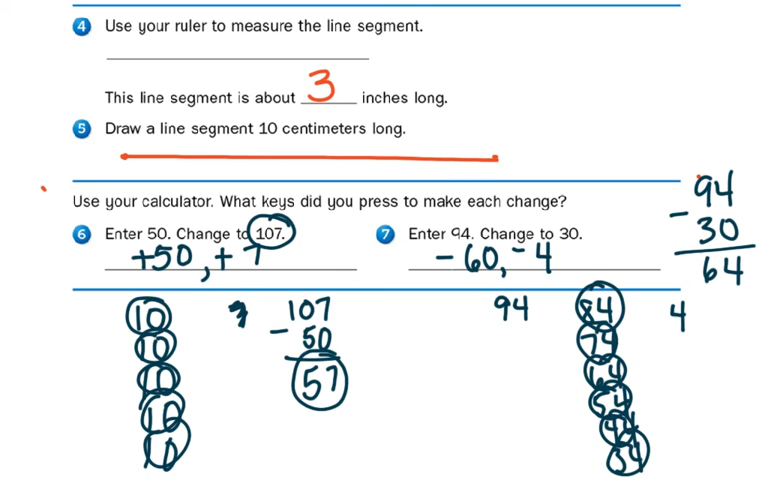 4 Use your ruler to measure the line segment.
This line segment is about 3 inches long.
5 Draw a line segment 10 centimeters long.
Use your calculator. What keys did you press to make each change?
6 Enter 50. Change to 107.
+50, + 7
7 Enter 94. Change to 30.
-60, -4
94
- 30
64
10
10
10
10
10
107
- 50
57
94
84
74
64
54
44
34
4